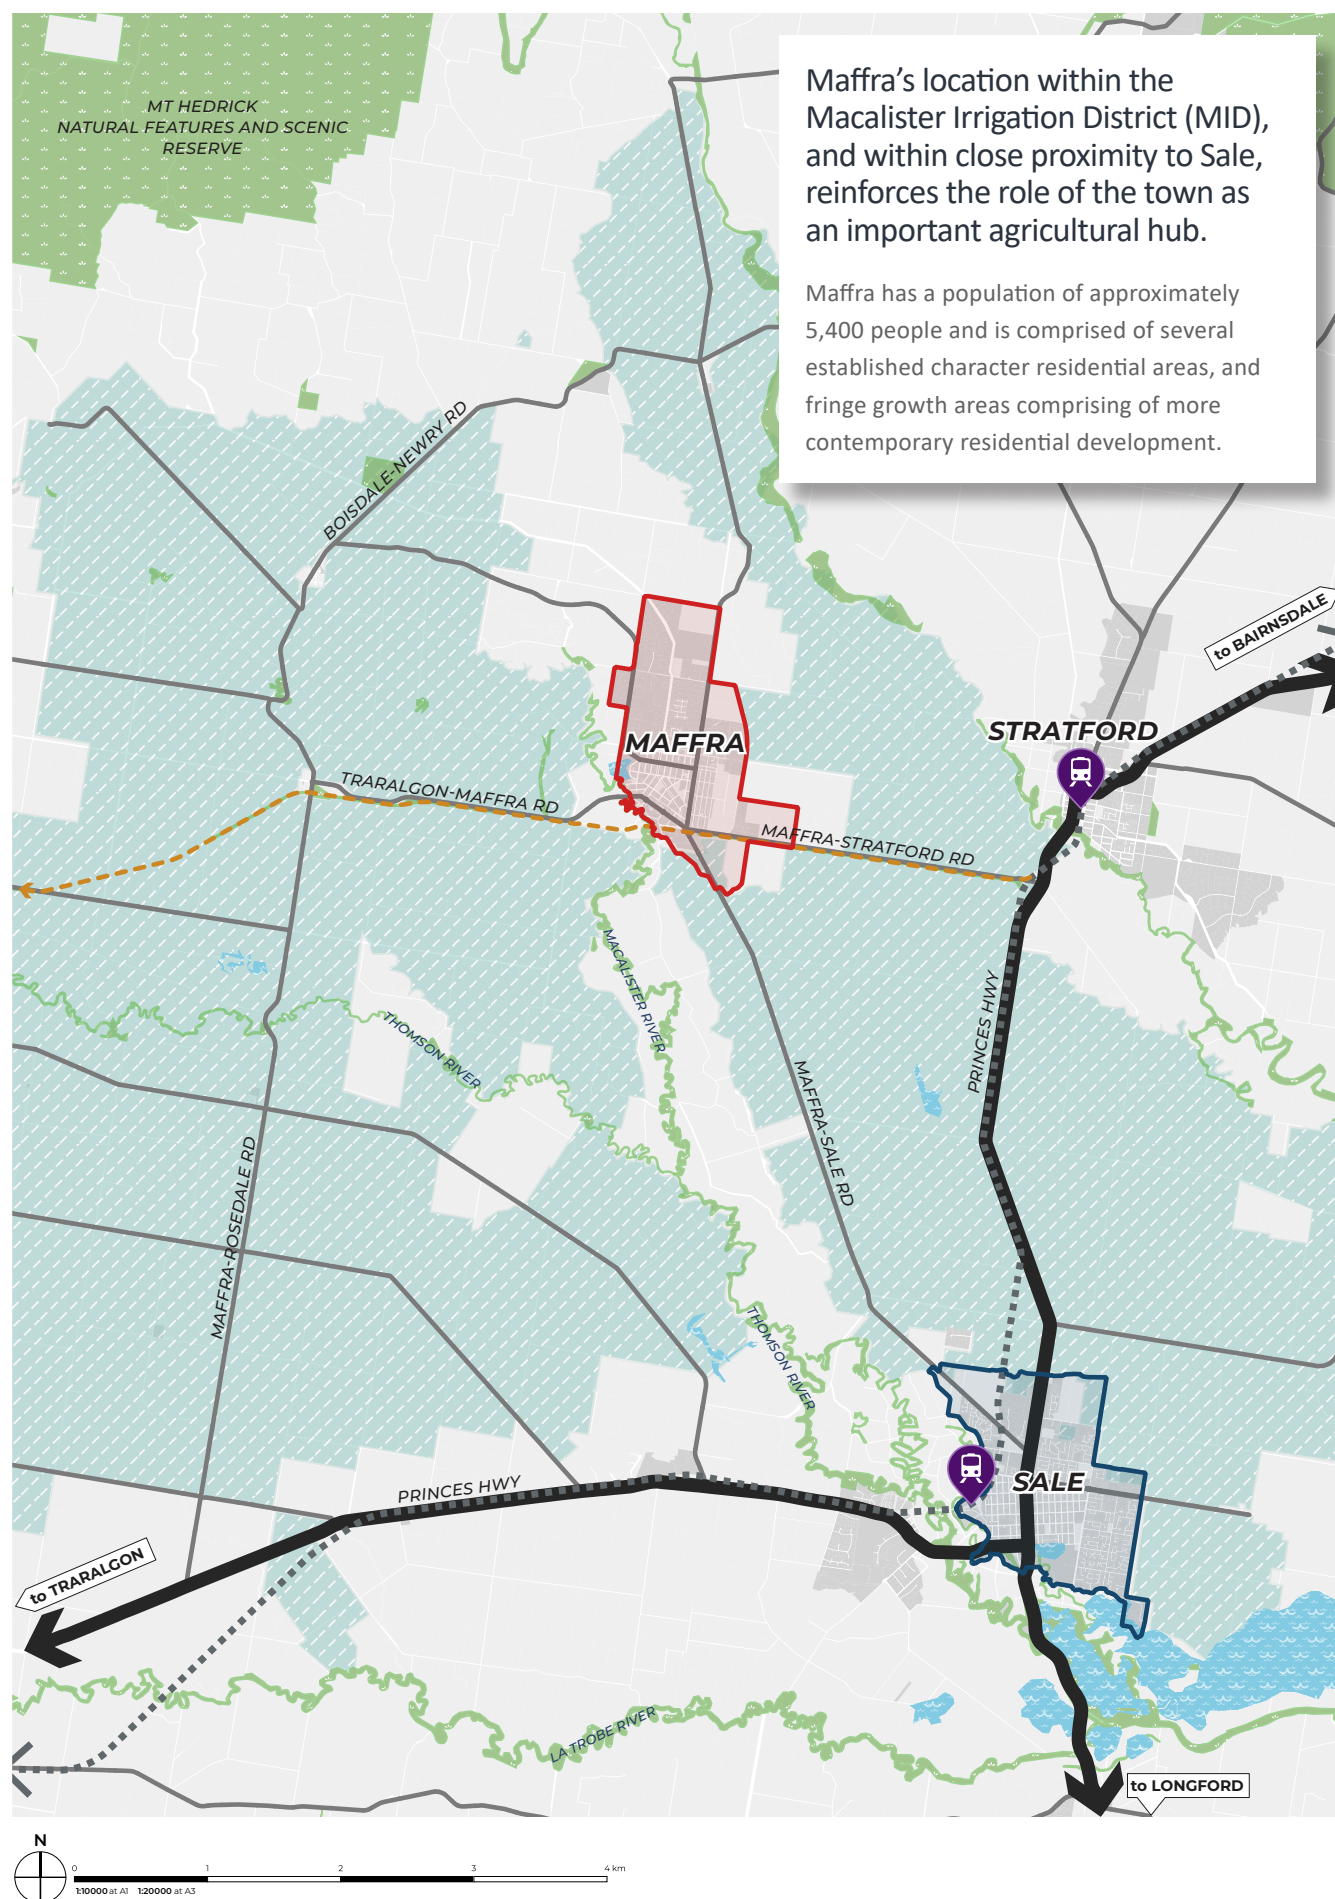 Maffra’s location within the
Macalister Irrigation District (MID),
and within close proximity to Sale,
reinforces the role of the town as
an important agricultural hub.
Maffra has a population of approximately
5,400 people and is comprised of several
established character residential areas, and
fringe growth areas comprising of more
contemporary residential development.
MT HEDRICK
NATURAL FEATURES AND SCENIC
RESERVE
BOISDALE-NEWRY RD
to BAIRNSDALE
STRATFORD
MAFFRA
TRARALGON-MAFFRA RD
MAFFRA-STRATFORD RD
MACALISTER RIVER
PRINCES HWY
THOMSON RIVER
MAFFRA-SALE RD
MAFFRA-ROSEDALE RD
THOMSON RIVER
SALE
PRINCES HWY
to TRARALGON
LA TROBE RIVER
to LONGFORD
N
0 1 2 3 4 km
1:10000 at A1 1:20000 at A3